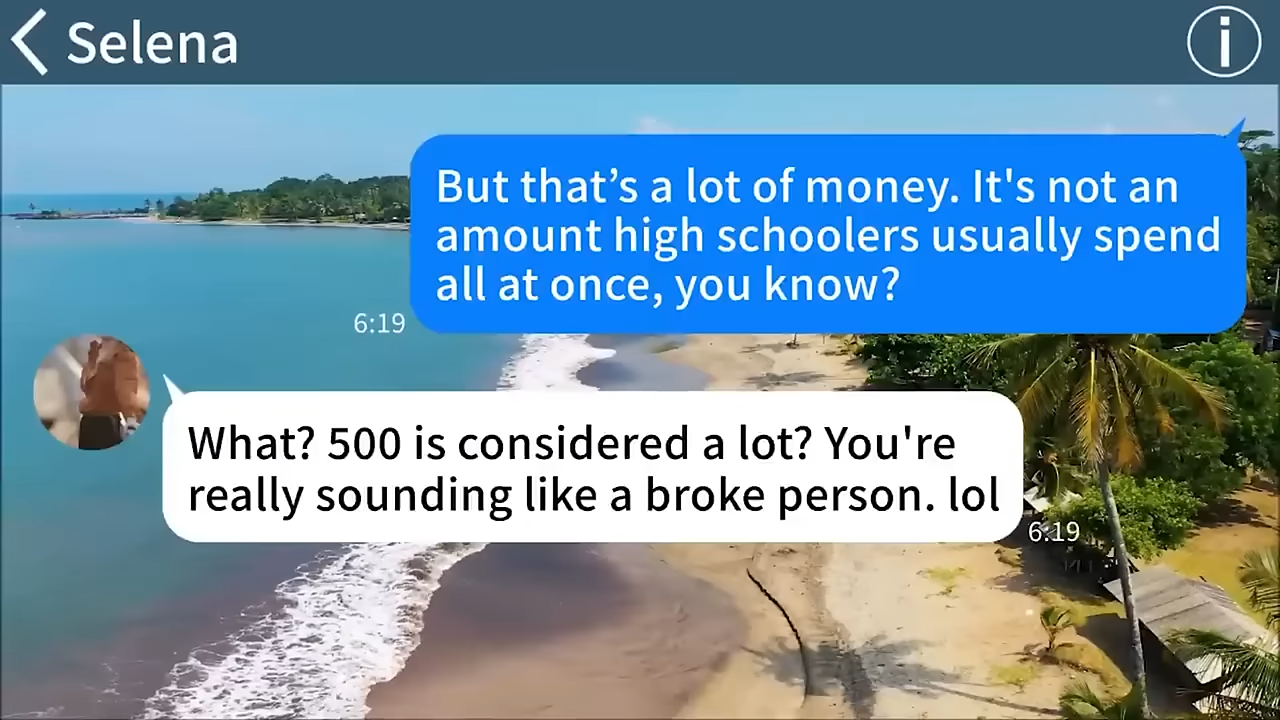 Selena
i
But that’s a lot of money. It's not an
amount high schoolers usually spend
all at once, you know?
6:19
What? 500 is considered a lot? You're
really sounding like a broke person. lol
6:19